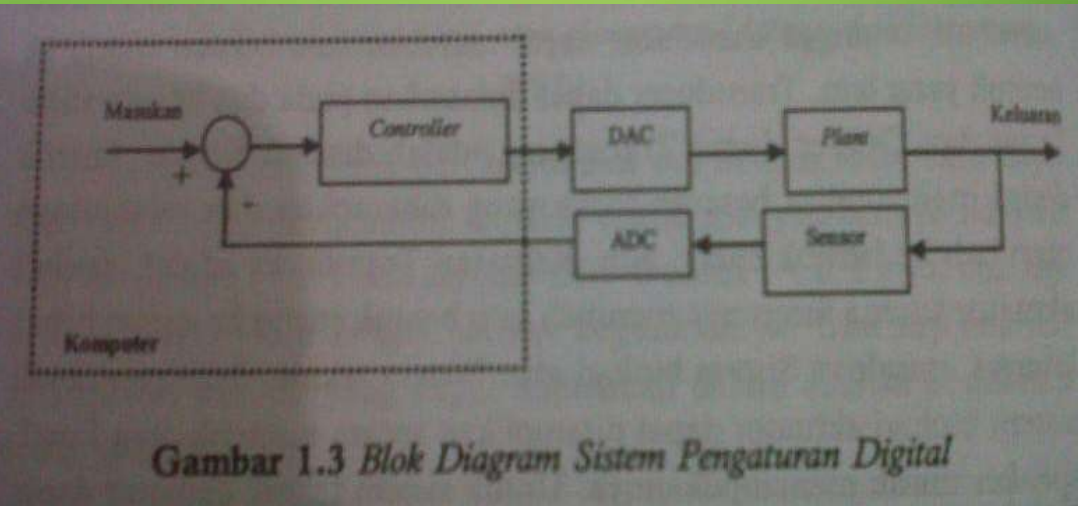 Masukan
Controller
DAC
Plant
Keluaran
+
-
ADC
Sensor
Komputer
Gambar 1.3 Blok Diagram Sistem Pengaturan Digital